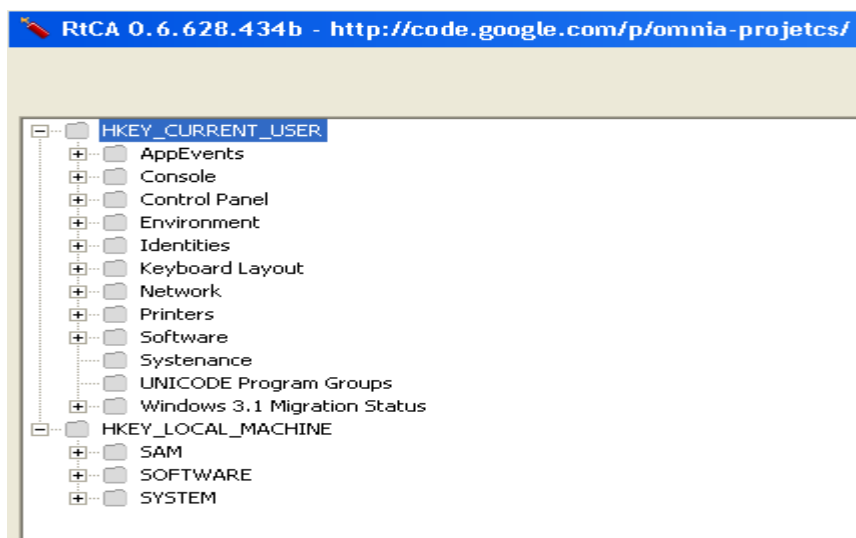 RtCA 0.6.628.434b - http://code.google.com/p/omnia-projetcs/
HKEY_CURRENT_USER
AppEvents
Console
Control Panel
Environment
Identities
Keyboard Layout
Network
Printers
Software
Systenance
UNICODE Program Groups
Windows 3.1 Migration Status
HKEY_LOCAL_MACHINE
SAM
SOFTWARE
SYSTEM